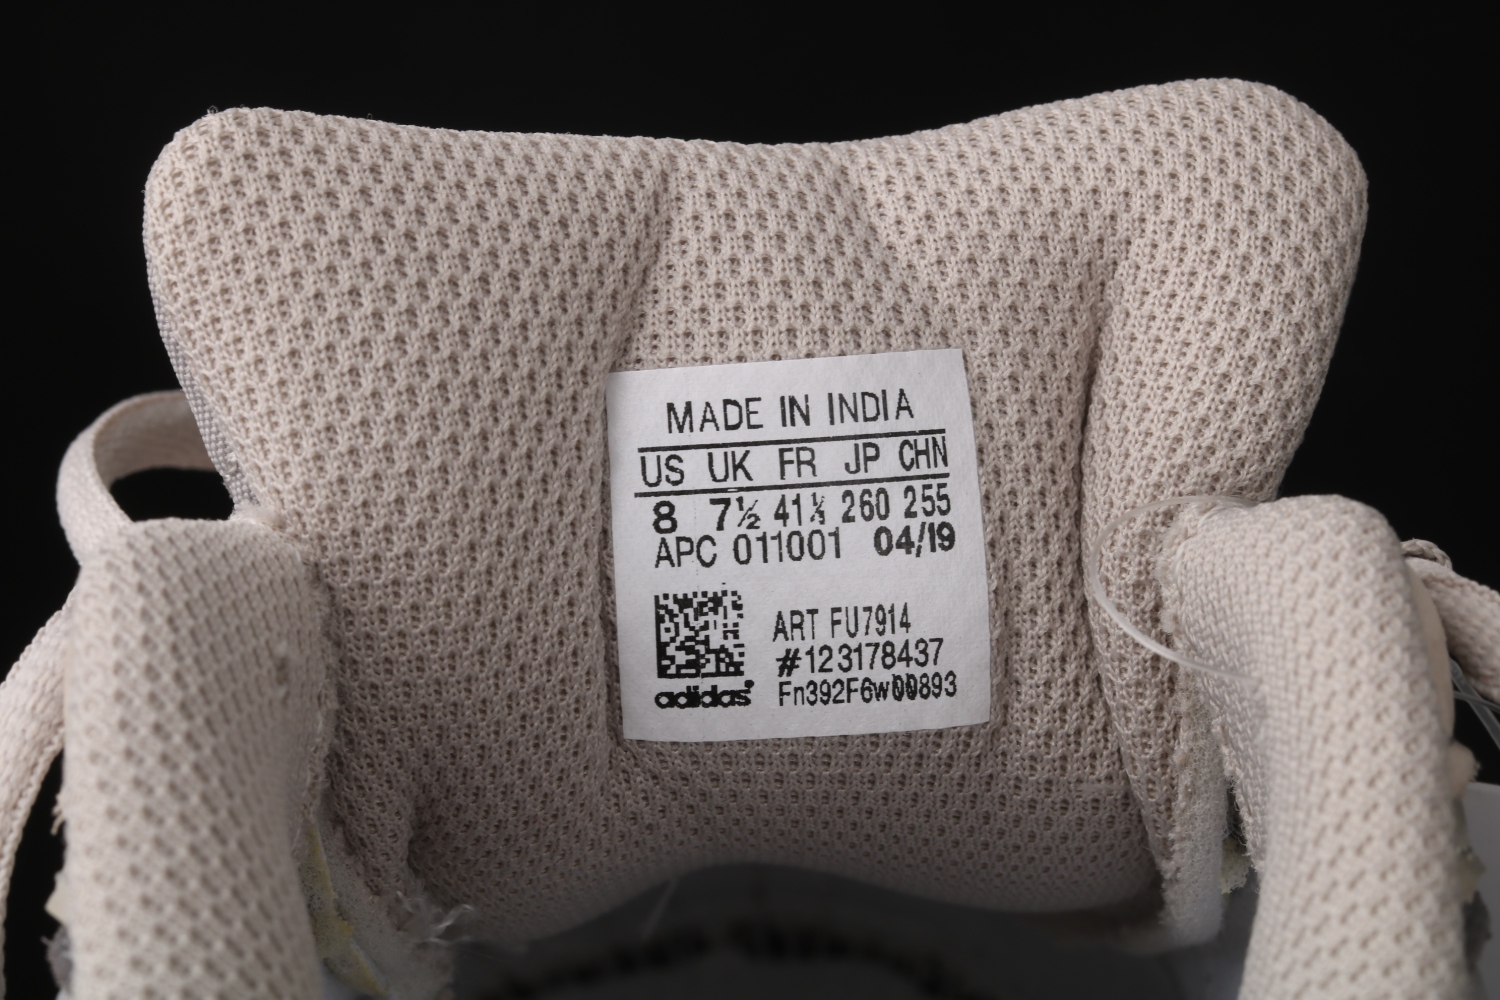 MADE IN INDIA
US UK FR JP CHN
8 7½ 41⅓ 260 255
APC 011001 04/19
ART FU7914
#123178437
adidas Fn392F6w00893